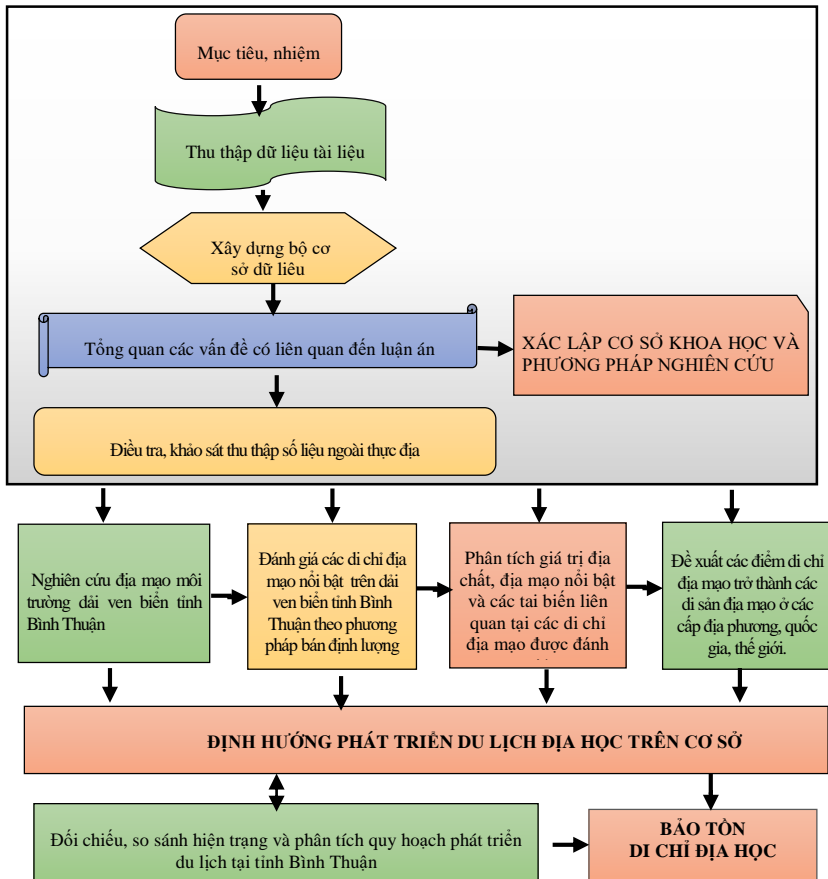 Mục tiêu, nhiệm
Thu thập dữ liệu tài liệu
Xây dựng bộ cơ
sở dữ liêu
Tổng quan các vấn đề có liên quan đến luận án
XÁC LẬP CƠ SỞ KHOA HỌC VÀ
PHƯƠNG PHÁP NGHIÊN CỨU
Điều tra, khảo sát thu thập số liệu ngoài thực địa
Nghiên cứu địa mạo môi
trường dải ven biển tỉnh
Bình Thuận
Đánh giá các di chỉ địa
mạo nổi bật trên dải
ven biển tỉnh Bình
Thuận theo phương
pháp bán định lượng
Phân tích giá trị địa
chất, địa mạo nổi bật
và các tai biến liên
quan tại các di chỉ
địa mạo được đánh
Đề xuất các điểm di chỉ
địa mạo trở thành các
di sản địa mạo ở các
cấp địa phương, quốc
gia, thế giới.
ĐỊNH HƯỚNG PHÁT TRIỂN DU LỊCH ĐỊA HỌC TRÊN CƠ SỞ
Đối chiếu, so sánh hiện trạng và phân tích quy hoạch phát triển
du lịch tại tỉnh Bình Thuận
BẢO TỒN
DI CHỈ ĐỊA HỌC